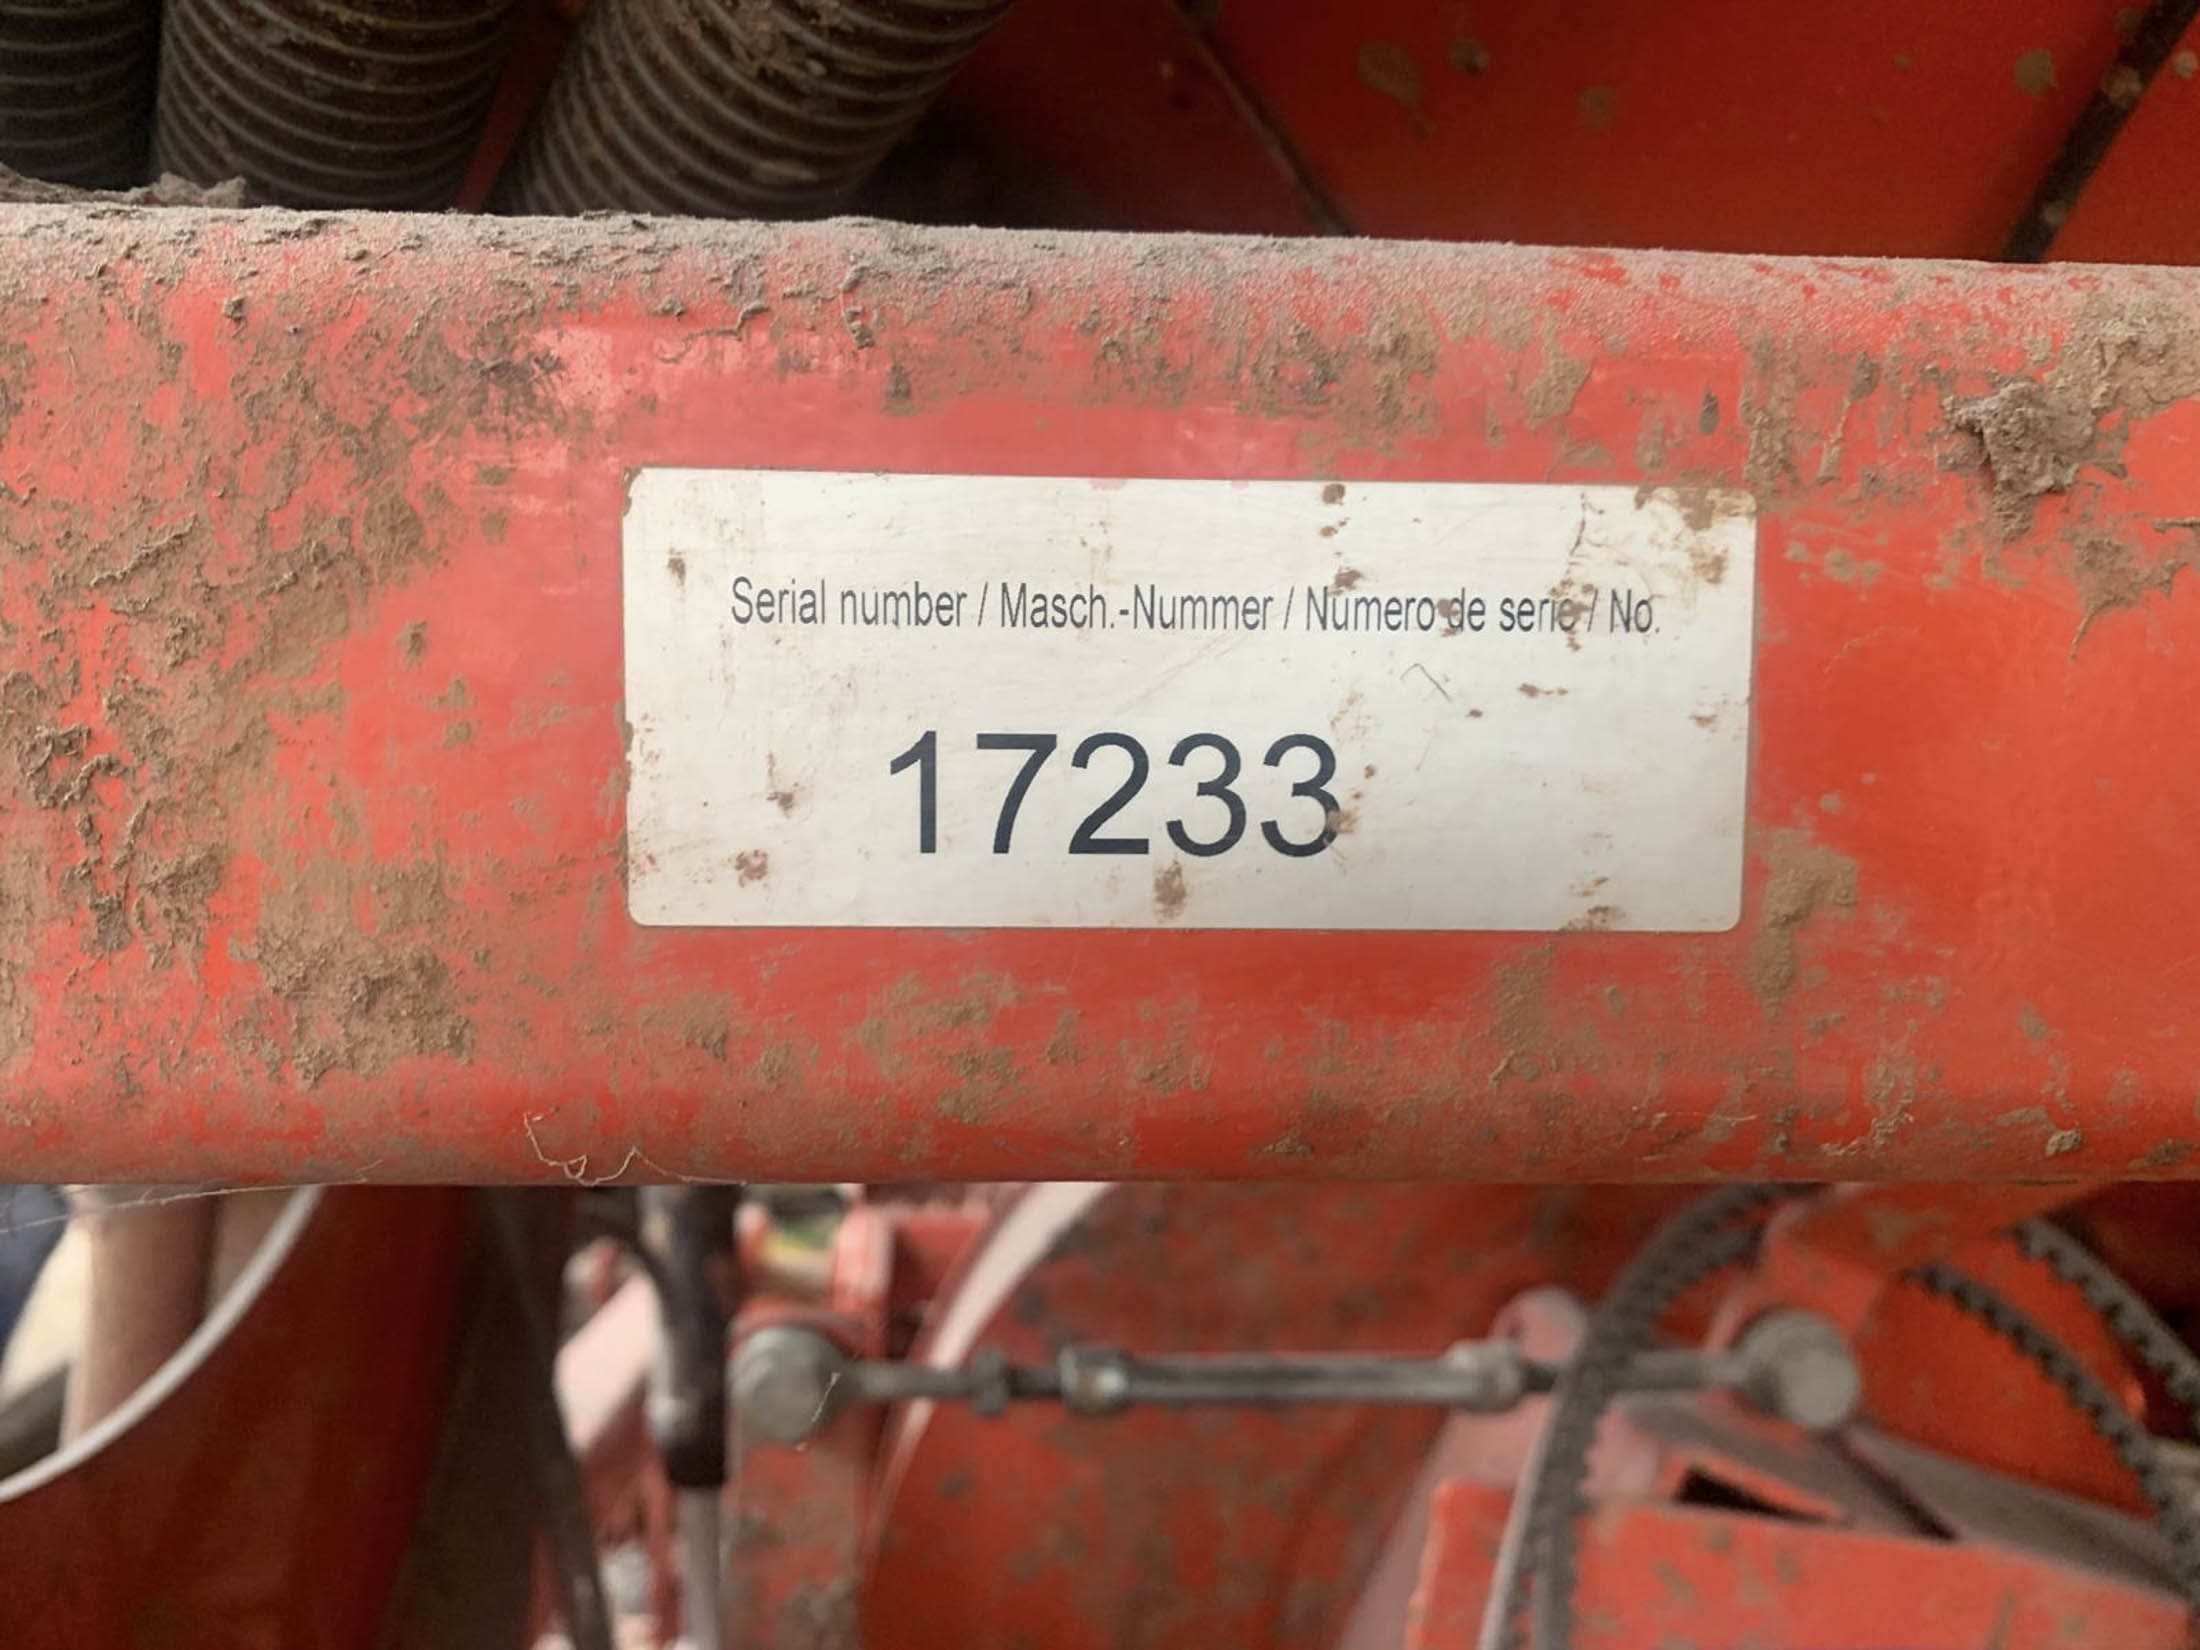 Serial number / Masch.-Nummer / Numero de serie / No.
17233